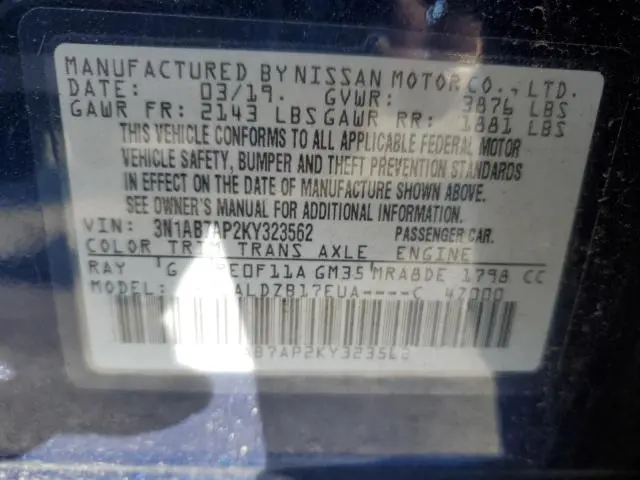 MANUFACTURED BY NISSAN MOTOR CO., LTD.
DATE: 03/19. GVWR: 3876 LBS
GAWR FR: 2143 LBS GAWR RR: 1881 LBS
THIS VEHICLE CONFORMS TO ALL APPLICABLE FEDERAL MOTOR
VEHICLE SAFETY, BUMPER AND THEFT PREVENTION STANDARDS
IN EFFECT ON THE DATE OF MANUFACTURE SHOWN ABOVE.
SEE OWNER'S MANUAL FOR ADDITIONAL INFORMATION.
VIN: 3N1AB7AP2KY323562 PASSENGER CAR.
COLOR TRIM TRANS AXLE ENGINE
RAY G RE0F11A GM35 MRA8DE 1798 CC
MODEL: ALDZB17EUA----C 47000
B7AP2KY323562